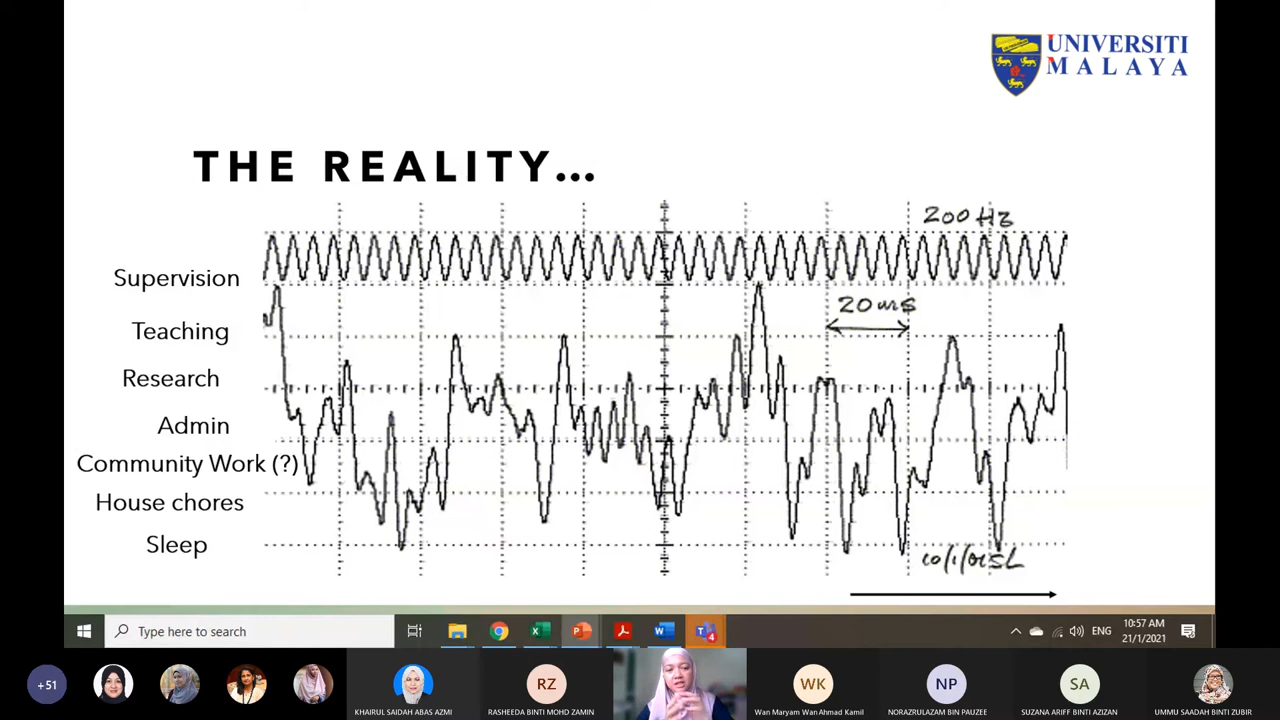 UNIVERSITI
MALAYA
THE REALITY...
200 Hz
Supervision
20 ms
Teaching
Research
Admin
Community Work (?)
House chores
Sleep
Type here to search
4
ENG
10:57 AM
21/1/2021
+51
KHAIRUL SAIDAH ABAS AZMI
RZ
RASHEEDA BINTI MOHD ZAMIN
WK
Wan Maryam Wan Ahmad Kamil
NP
NORAZRULAZAM BIN PAUZEE
SA
SUZANA ARIFF BINTI AZIZAN
UMMU SAADAH BINTI ZUBIR